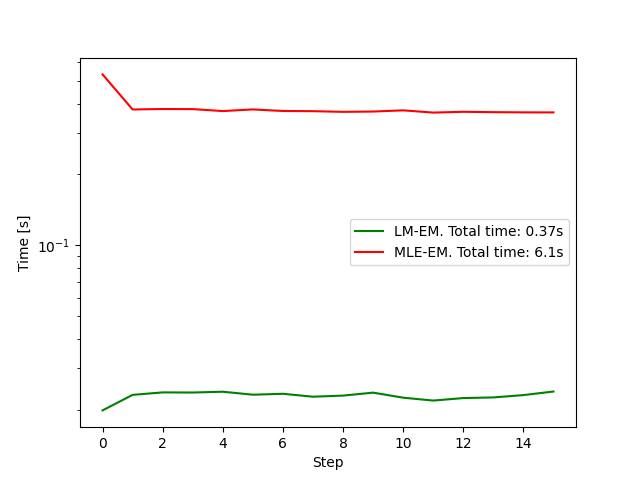 Time [s]
10⁻¹
LM-EM. Total time: 0.37s
MLE-EM. Total time: 6.1s
0 2 4 6 8 10 12 14
Step